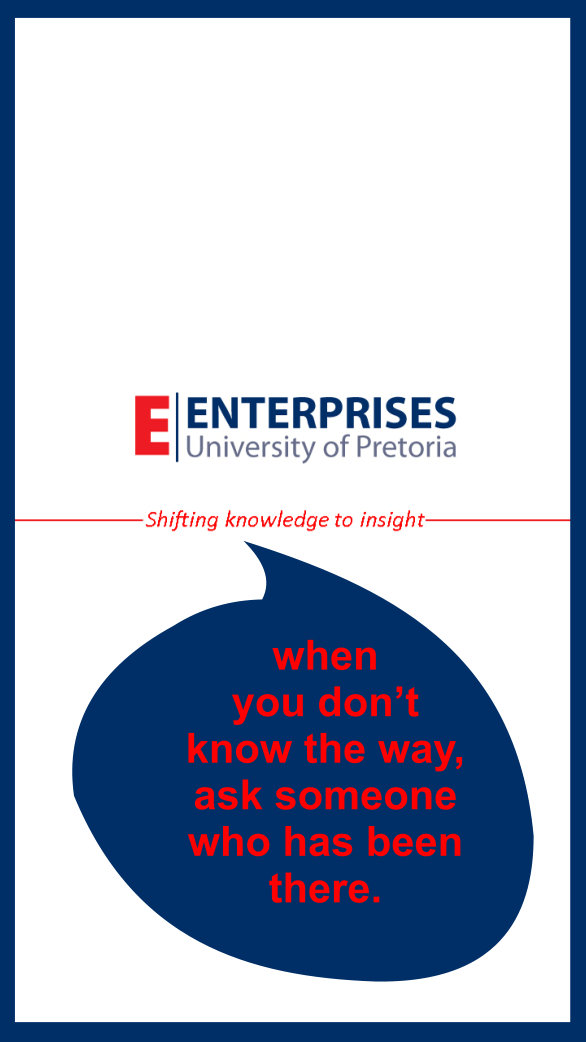 E ENTERPRISES
University of Pretoria
Shifting knowledge to insight
when
you don’t
know the way,
ask someone
who has been
there.